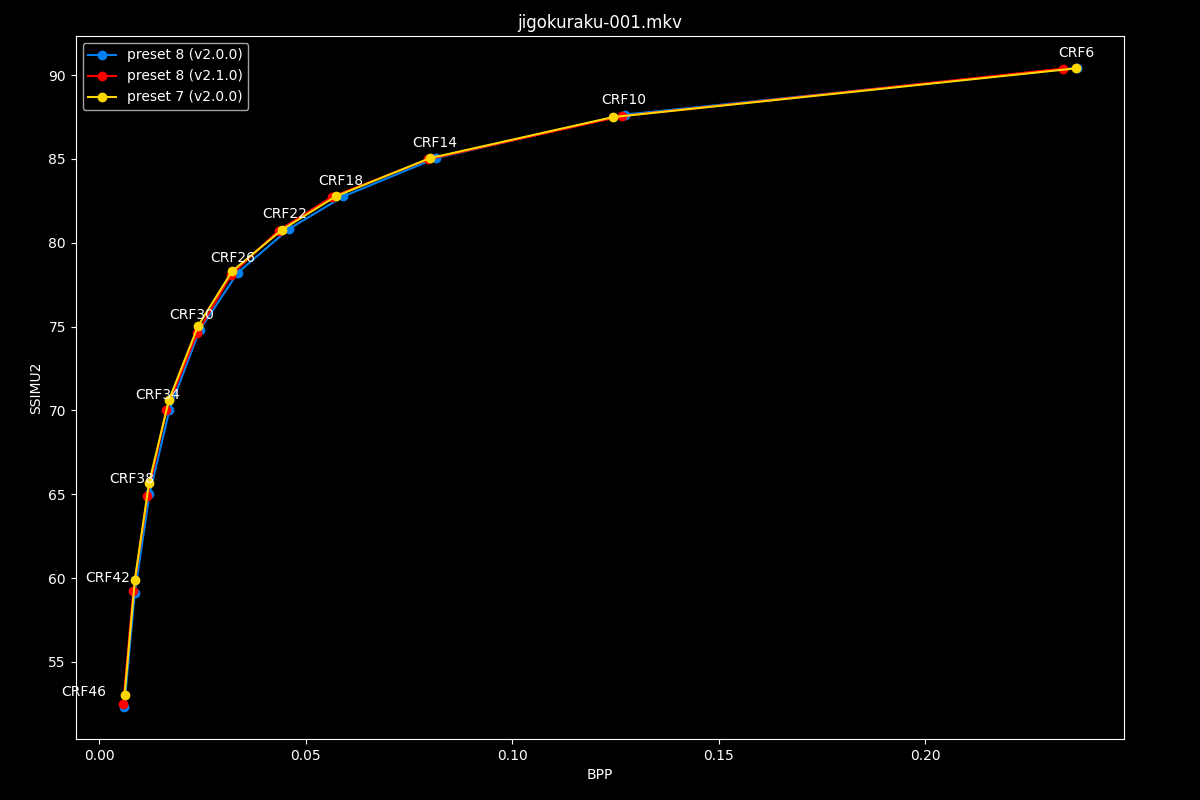 jigokuraku-001.mkv
preset 8 (v2.0.0)
preset 8 (v2.1.0)
preset 7 (v2.0.0)
CRF6
CRF10
CRF14
CRF18
CRF22
CRF26
CRF30
CRF34
CRF38
CRF42
CRF46
90
85
80
75
70
65
60
55
SSIMU2
0.00 0.05 0.10 0.15 0.20
BPP